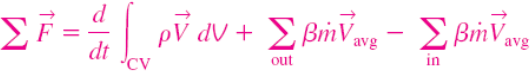 ∑ F⃗ = d/dt ∫_CV ρV⃗ dV + ∑_out βṁV⃗_avg − ∑_in βṁV⃗_avg